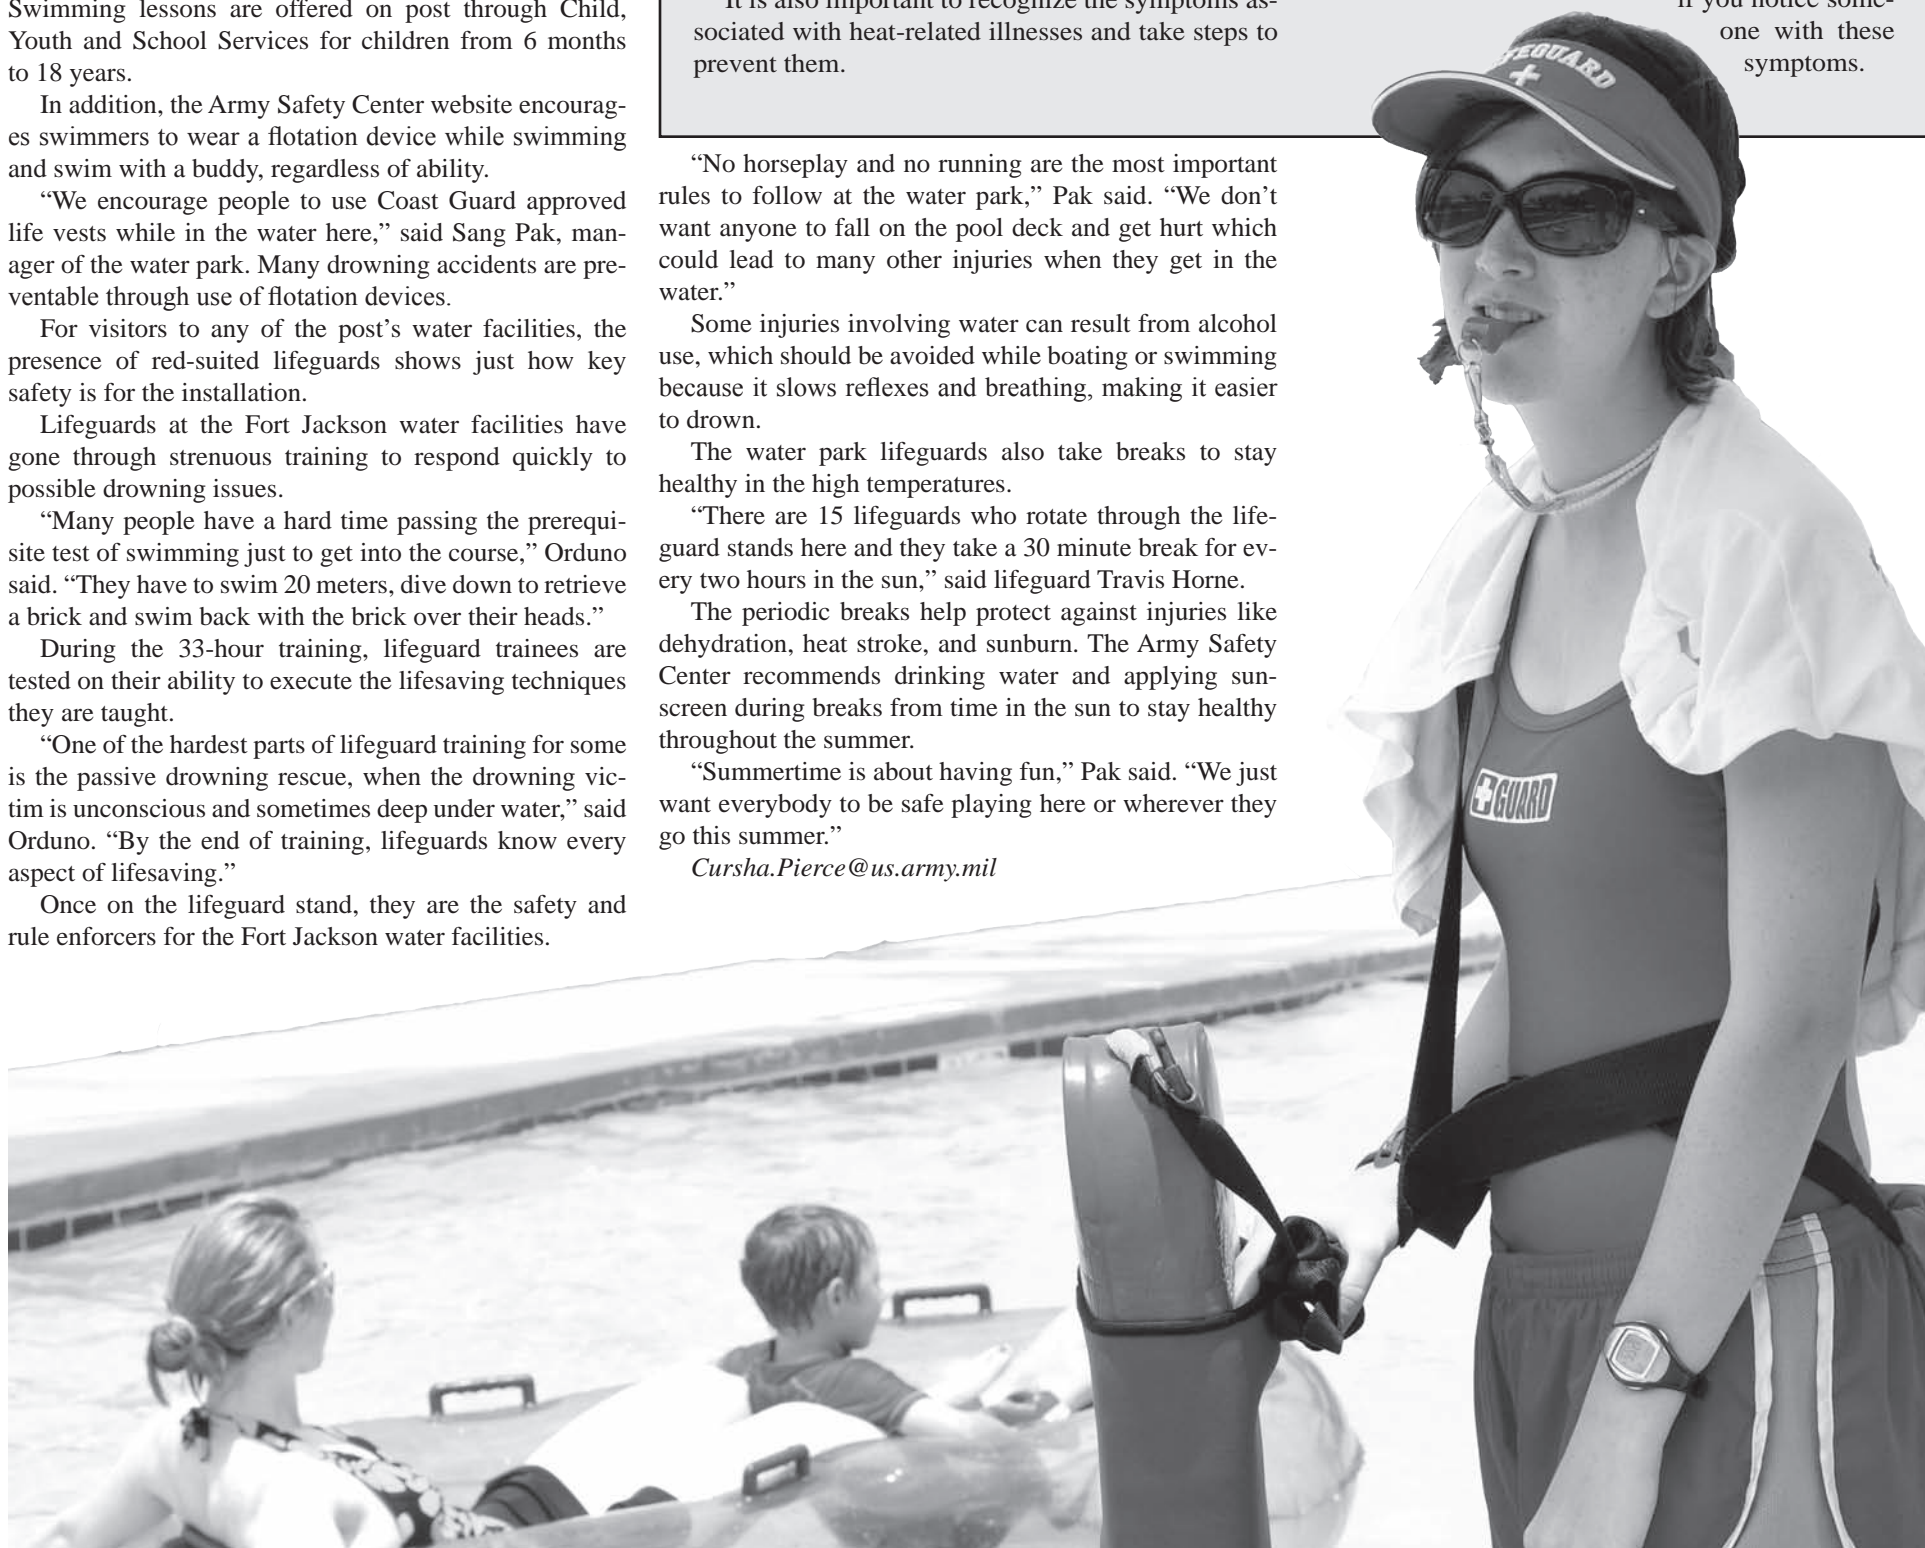 Swimming lessons are offered on post through Child,
Youth and School Services for children from 6 months
to 18 years.
In addition, the Army Safety Center website encourag-
es swimmers to wear a flotation device while swimming
and swim with a buddy, regardless of ability.
“We encourage people to use Coast Guard approved
life vests while in the water here,” said Sang Pak, man-
ager of the water park. Many drowning accidents are pre-
ventable through use of flotation devices.
For visitors to any of the post’s water facilities, the
presence of red-suited lifeguards shows just how key
safety is for the installation.
Lifeguards at the Fort Jackson water facilities have
gone through strenuous training to respond quickly to
possible drowning issues.
“Many people have a hard time passing the prerequi-
site test of swimming just to get into the course,” Orduno
said. “They have to swim 20 meters, dive down to retrieve
a brick and swim back with the brick over their heads.”
During the 33-hour training, lifeguard trainees are
tested on their ability to execute the lifesaving techniques
they are taught.
“One of the hardest parts of lifeguard training for some
is the passive drowning rescue, when the drowning vic-
tim is unconscious and sometimes deep under water,” said
Orduno. “By the end of training, lifeguards know every
aspect of lifesaving.”
Once on the lifeguard stand, they are the safety and
rule enforcers for the Fort Jackson water facilities.
It is also important to recognize the symptoms as-
sociated with heat-related illnesses and take steps to
prevent them.
if you notice some-
one with these
symptoms.
“No horseplay and no running are the most important
rules to follow at the water park,” Pak said. “We don’t
want anyone to fall on the pool deck and get hurt which
could lead to many other injuries when they get in the
water.”
Some injuries involving water can result from alcohol
use, which should be avoided while boating or swimming
because it slows reflexes and breathing, making it easier
to drown.
The water park lifeguards also take breaks to stay
healthy in the high temperatures.
“There are 15 lifeguards who rotate through the life-
guard stands here and they take a 30 minute break for ev-
ery two hours in the sun,” said lifeguard Travis Horne.
The periodic breaks help protect against injuries like
dehydration, heat stroke, and sunburn. The Army Safety
Center recommends drinking water and applying sun-
screen during breaks from time in the sun to stay healthy
throughout the summer.
“Summertime is about having fun,” Pak said. “We just
want everybody to be safe playing here or wherever they
go this summer.”
Cursha.Pierce@us.army.mil
FEGUARD
GUARD